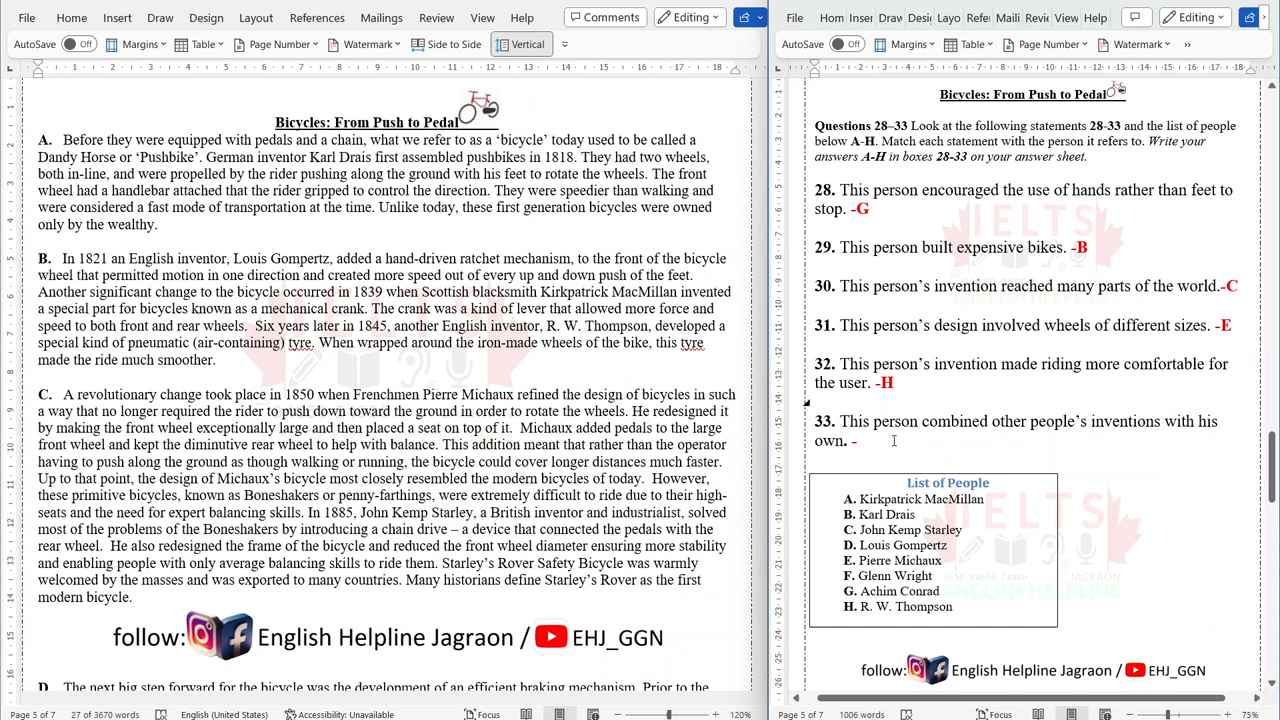 File Home Insert Draw Design Layout References Mailings Review View Help Comments Editing
AutoSave Off Margins Table Page Number Watermark Side to Side Vertical
1 2 3 4 5 6 7 8 9 10 11 12 13 14 15 16 17 18
Bicycles: From Push to Pedal
A. Before they were equipped with pedals and a chain, what we refer to as a ‘bicycle’ today used to be called a
Dandy Horse or ‘Pushbike’. German inventor Karl Drais first assembled pushbikes in 1818. They had two wheels,
both in-line, and were propelled by the rider pushing along the ground with his feet to rotate the wheels. The front
wheel had a handlebar attached that the rider gripped to control the direction. They were speedier than walking and
were considered a fast mode of transportation at the time. Unlike today, these first generation bicycles were owned
only by the wealthy.
B. In 1821 an English inventor, Louis Gompertz, added a hand-driven ratchet mechanism, to the front of the bicycle
wheel that permitted motion in one direction and created more speed out of every up and down push of the feet.
Another significant change to the bicycle occurred in 1839 when Scottish blacksmith Kirkpatrick MacMillan invented
a special part for bicycles known as a mechanical crank. The crank was a kind of lever that allowed more force and
speed to both front and rear wheels. Six years later in 1845, another English inventor, R. W. Thompson, developed a
special kind of pneumatic (air-containing) tyre. When wrapped around the iron-made wheels of the bike, this tyre
made the ride much smoother.
C. A revolutionary change took place in 1850 when Frenchmen Pierre Michaux refined the design of bicycles in such
a way that no longer required the rider to push down toward the ground in order to rotate the wheels. He redesigned it
by making the front wheel exceptionally large and then placed a seat on top of it. Michaux added pedals to the large
front wheel and kept the diminutive rear wheel to help with balance. This addition meant that rather than the operator
having to push along the ground as though walking or running, the bicycle could cover longer distances much faster.
Up to that point, the design of Michaux’s bicycle most closely resembled the modern bicycles of today. However,
these primitive bicycles, known as Boneshakers or penny-farthings, were extremely difficult to ride due to their high-
seats and the need for expert balancing skills. In 1885, John Kemp Starley, a British inventor and industrialist, solved
most of the problems of the Boneshakers by introducing a chain drive – a device that connected the pedals with the
rear wheel. He also redesigned the frame of the bicycle and reduced the front wheel diameter ensuring more stability
and enabling people with only average balancing skills to ride them. Starley’s Rover Safety Bicycle was warmly
welcomed by the masses and was exported to many countries. Many historians define Starley’s Rover as the first
modern bicycle.
follow: English Helpline Jagraon / EHJ_GGN
D. The next big step forward for the bicycle was the development of an efficient braking mechanism. Prior to the
Page 5 of 7 27 of 3670 words English (United States) Accessibility: Unavailable Focus 120%
File Hom Inser Draw Desig Layo Refer Maili Revie View Help Editing
AutoSave Off Margins Table Page Number Watermark
Bicycles: From Push to Pedal
Questions 28–33 Look at the following statements 28-33 and the list of people
below A-H. Match each statement with the person it refers to. Write your
answers A-H in boxes 28-33 on your answer sheet.
28. This person encouraged the use of hands rather than feet to
stop. -G
29. This person built expensive bikes. -B
30. This person’s invention reached many parts of the world.-C
31. This person’s design involved wheels of different sizes. -E
32. This person’s invention made riding more comfortable for
the user. -H
33. This person combined other people’s inventions with his
own. -
List of People
A. Kirkpatrick MacMillan
B. Karl Drais
C. John Kemp Starley
D. Louis Gompertz
E. Pierre Michaux
F. Glenn Wright
G. Achim Conrad
H. R. W. Thompson
IELTS
ENGLISH HELPLINE
JAGRAON
follow: English Helpline Jagraon / EHJ_GGN
Page 5 of 7 1006 words Focus 75%